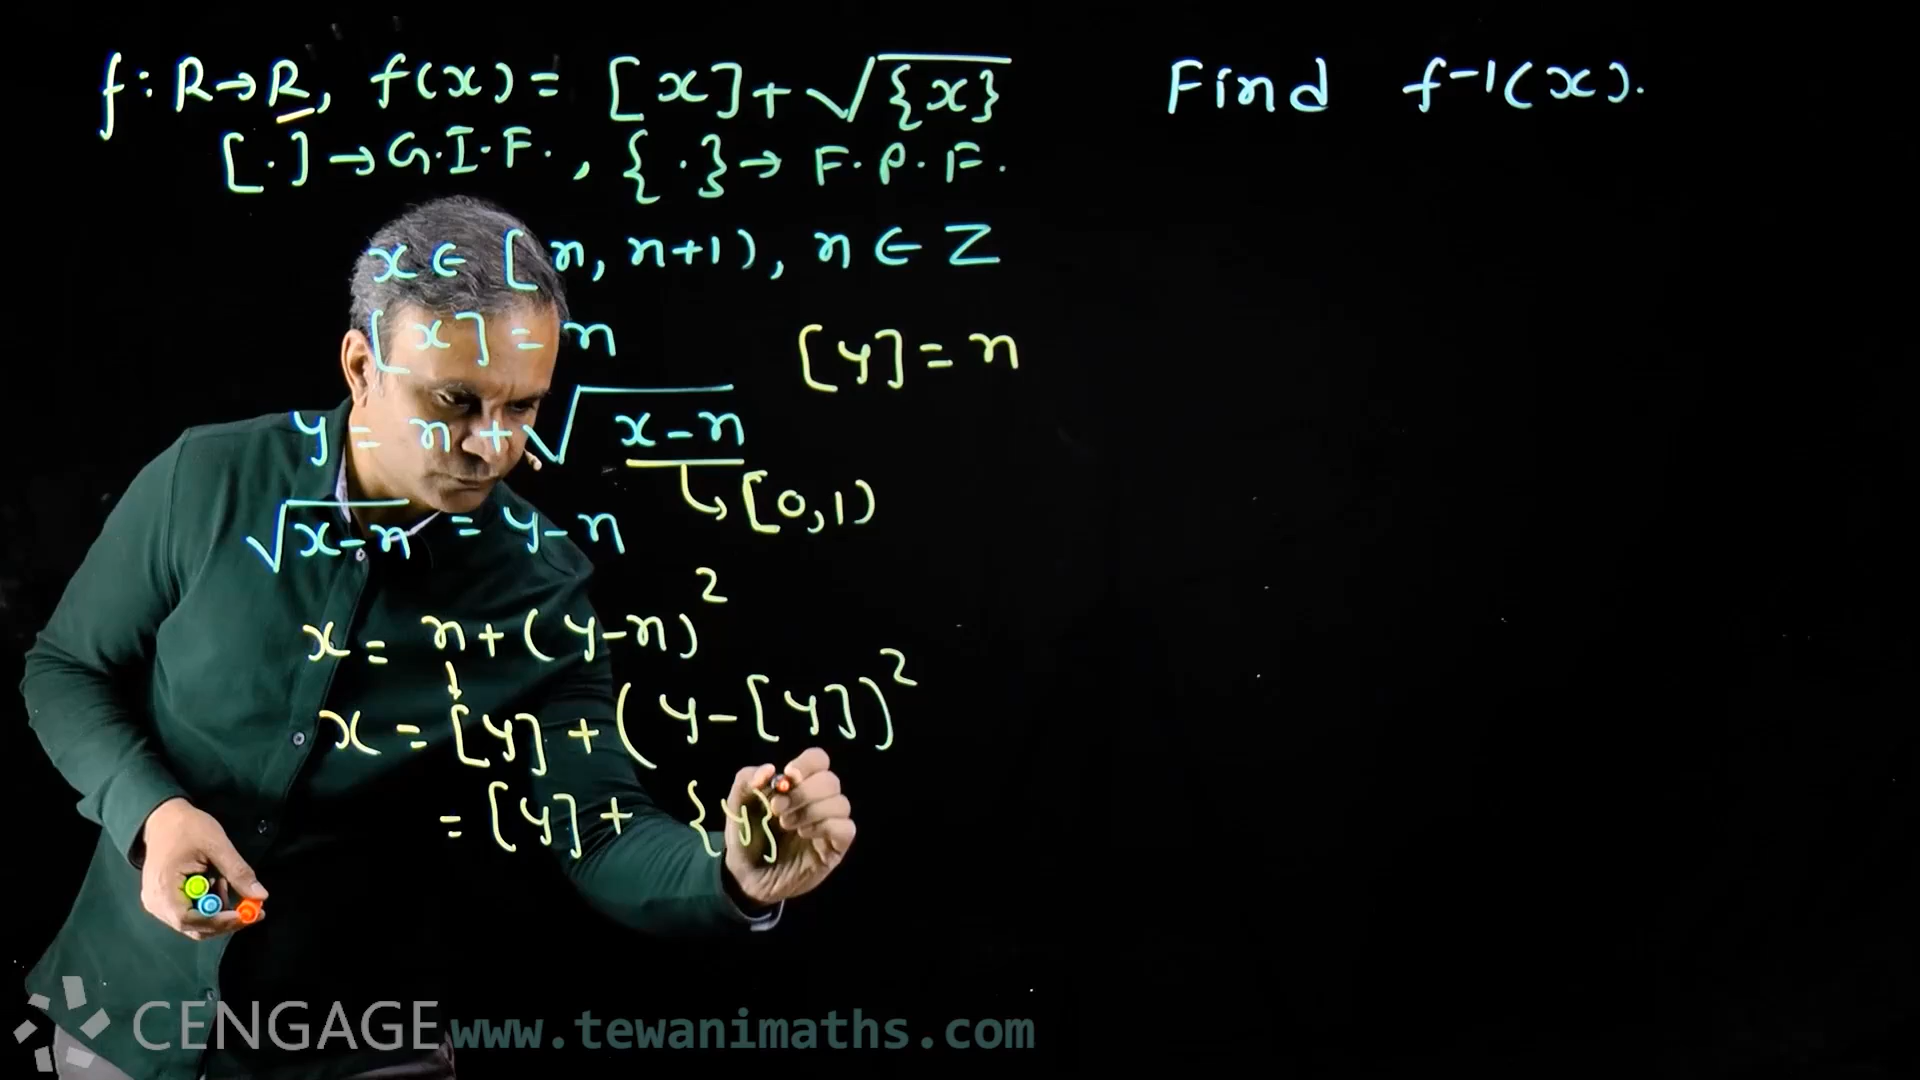 f : R→R, f(x) = [x] + √{x} Find f⁻¹(x).
[·] → G.I.F., {·} → F.P.F.
x ∈ [n, n+1), n ∈ Z
[x] = n [y] = n
y = n + √x-n
[0,1)
√x-n = y-n
x = n + (y-n)²
x = [y] + (y-[y])²
= [y] + {y}
CENGAGE www.tewanimaths.com